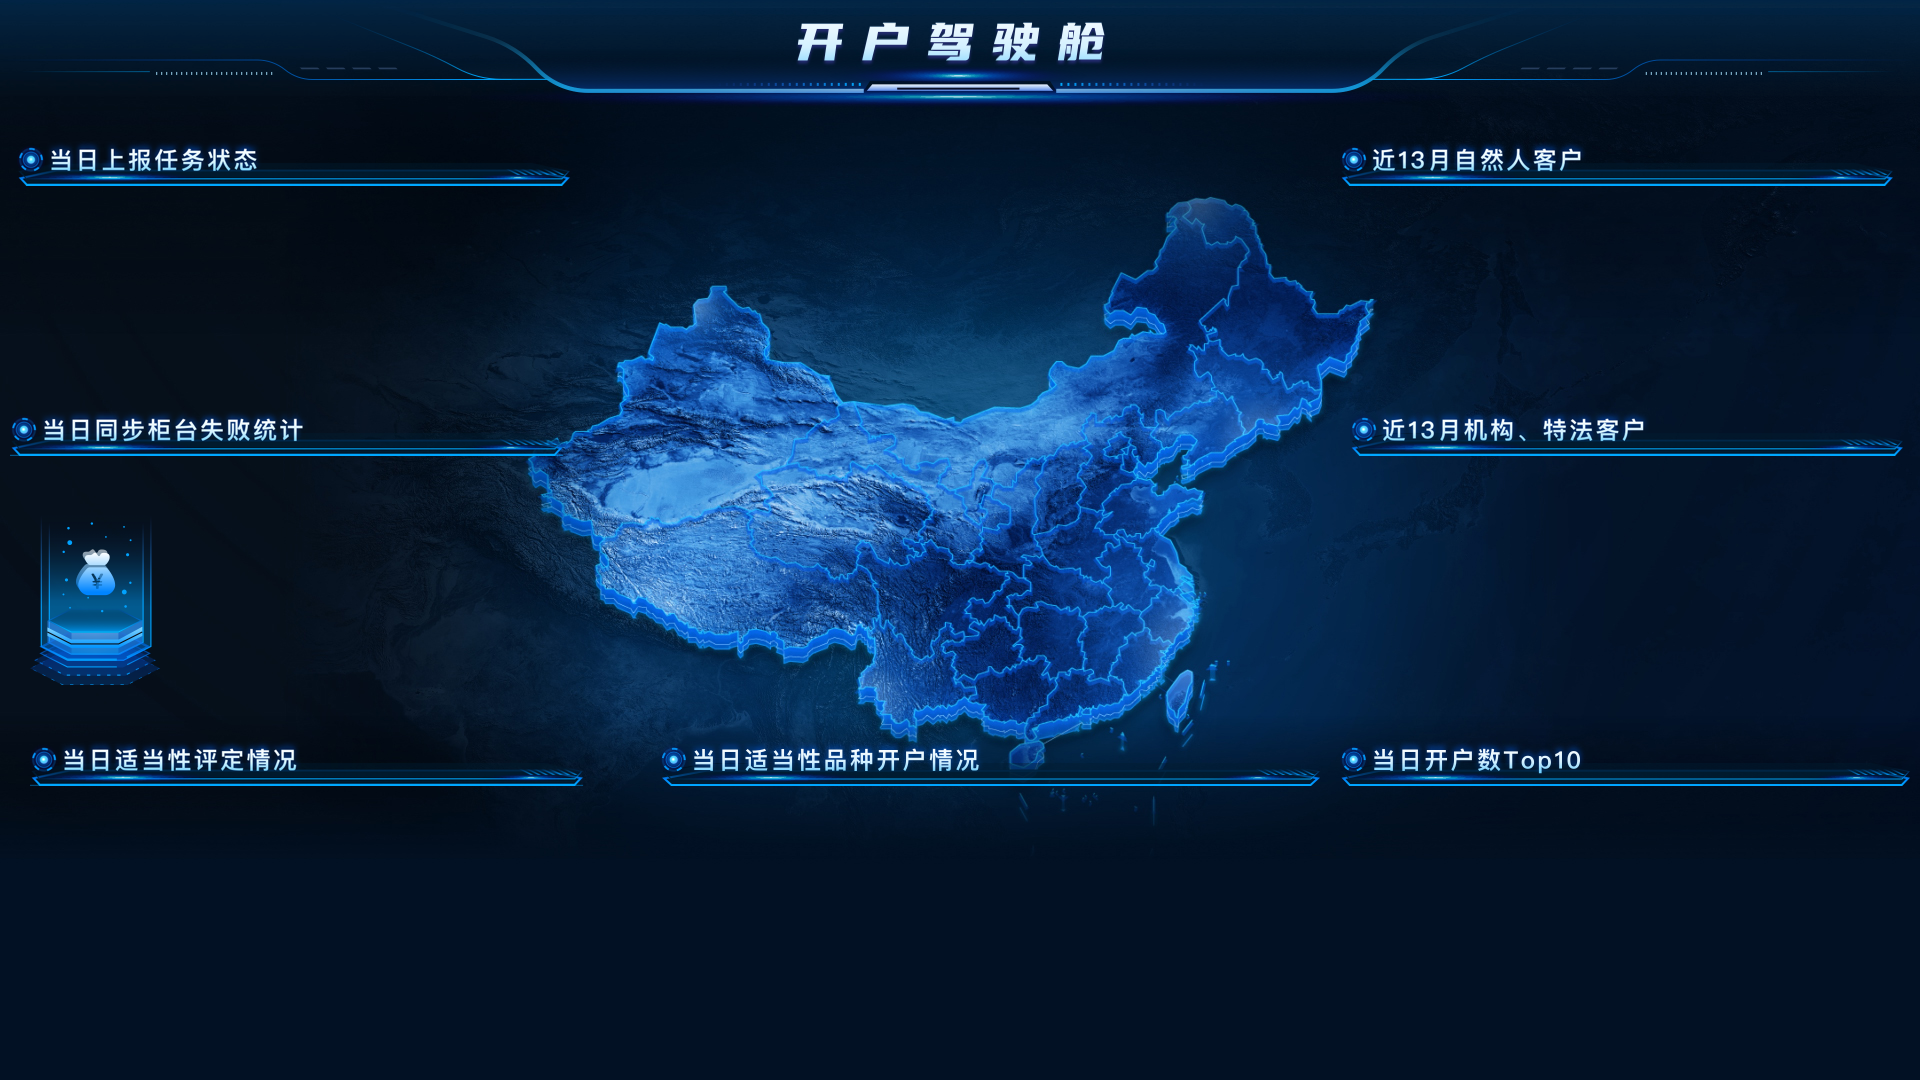 开户驾驶舱
当日上报任务状态
近13月自然人客户
当日同步柜台失败统计
近13月机构、特法客户
¥
当日适当性评定情况
当日适当性品种开户情况
当日开户数Top10